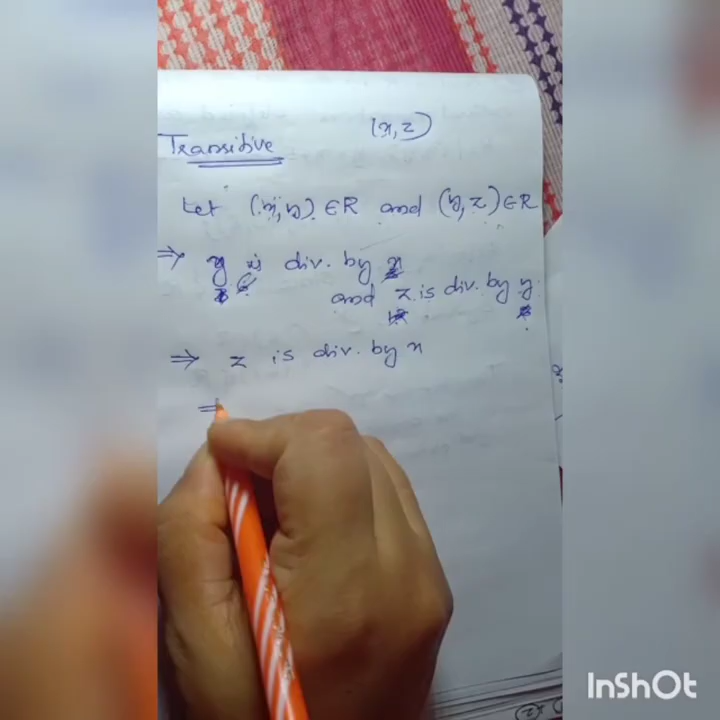 (x,z)
Transitive
Let (x,y) ∈R and (y,z)∈R
⇒ y is div. by x
and z is div. by y
⇒ z is div. by x
=
InShOt